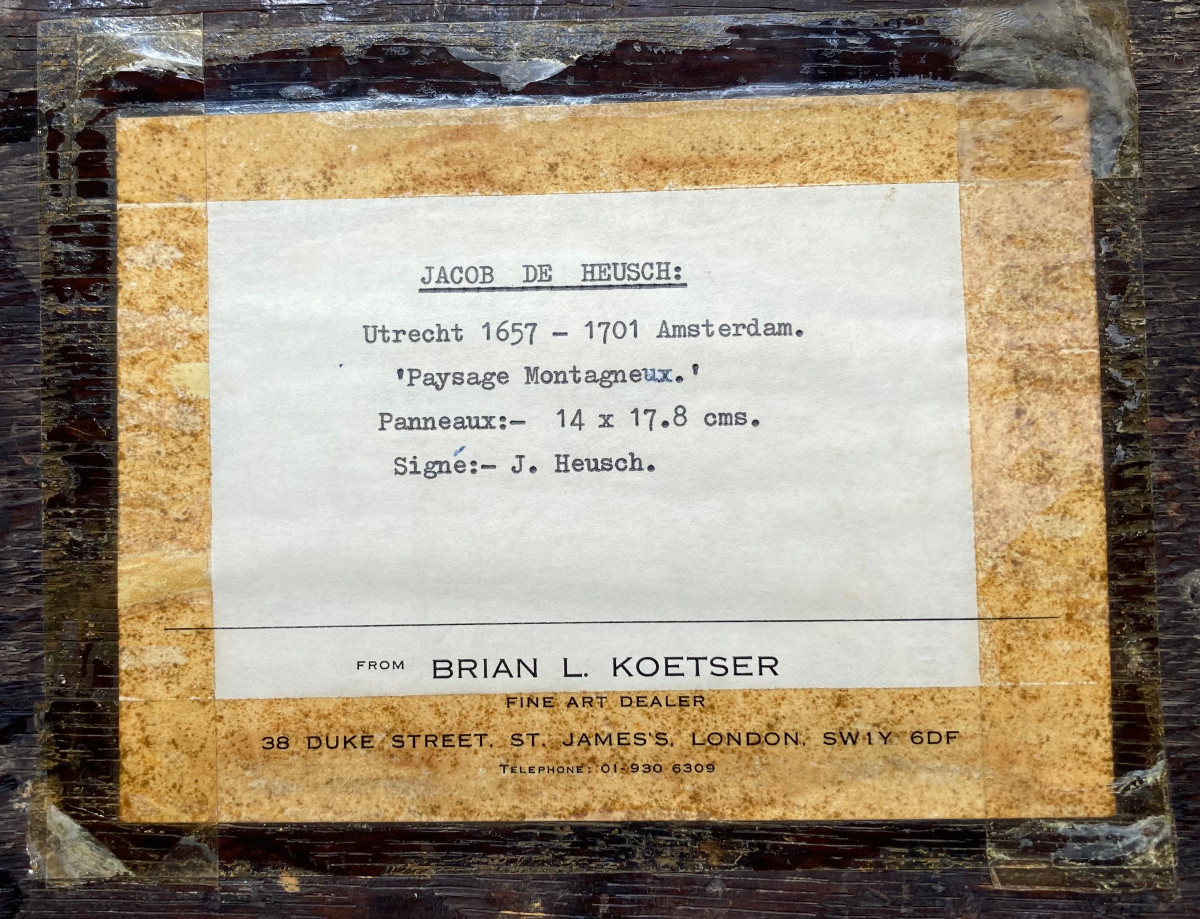 JACOB DE HEUSCH:
Utrecht 1657 – 1701 Amsterdam.
'Paysage Montagneux.'
Panneaux:– 14 x 17.8 cms.
Signé:– J. Heusch.
FROM BRIAN L. KOETSER
FINE ART DEALER
38 DUKE STREET, ST. JAMES'S, LONDON, SW1Y 6DF
TELEPHONE: 01-930 6309